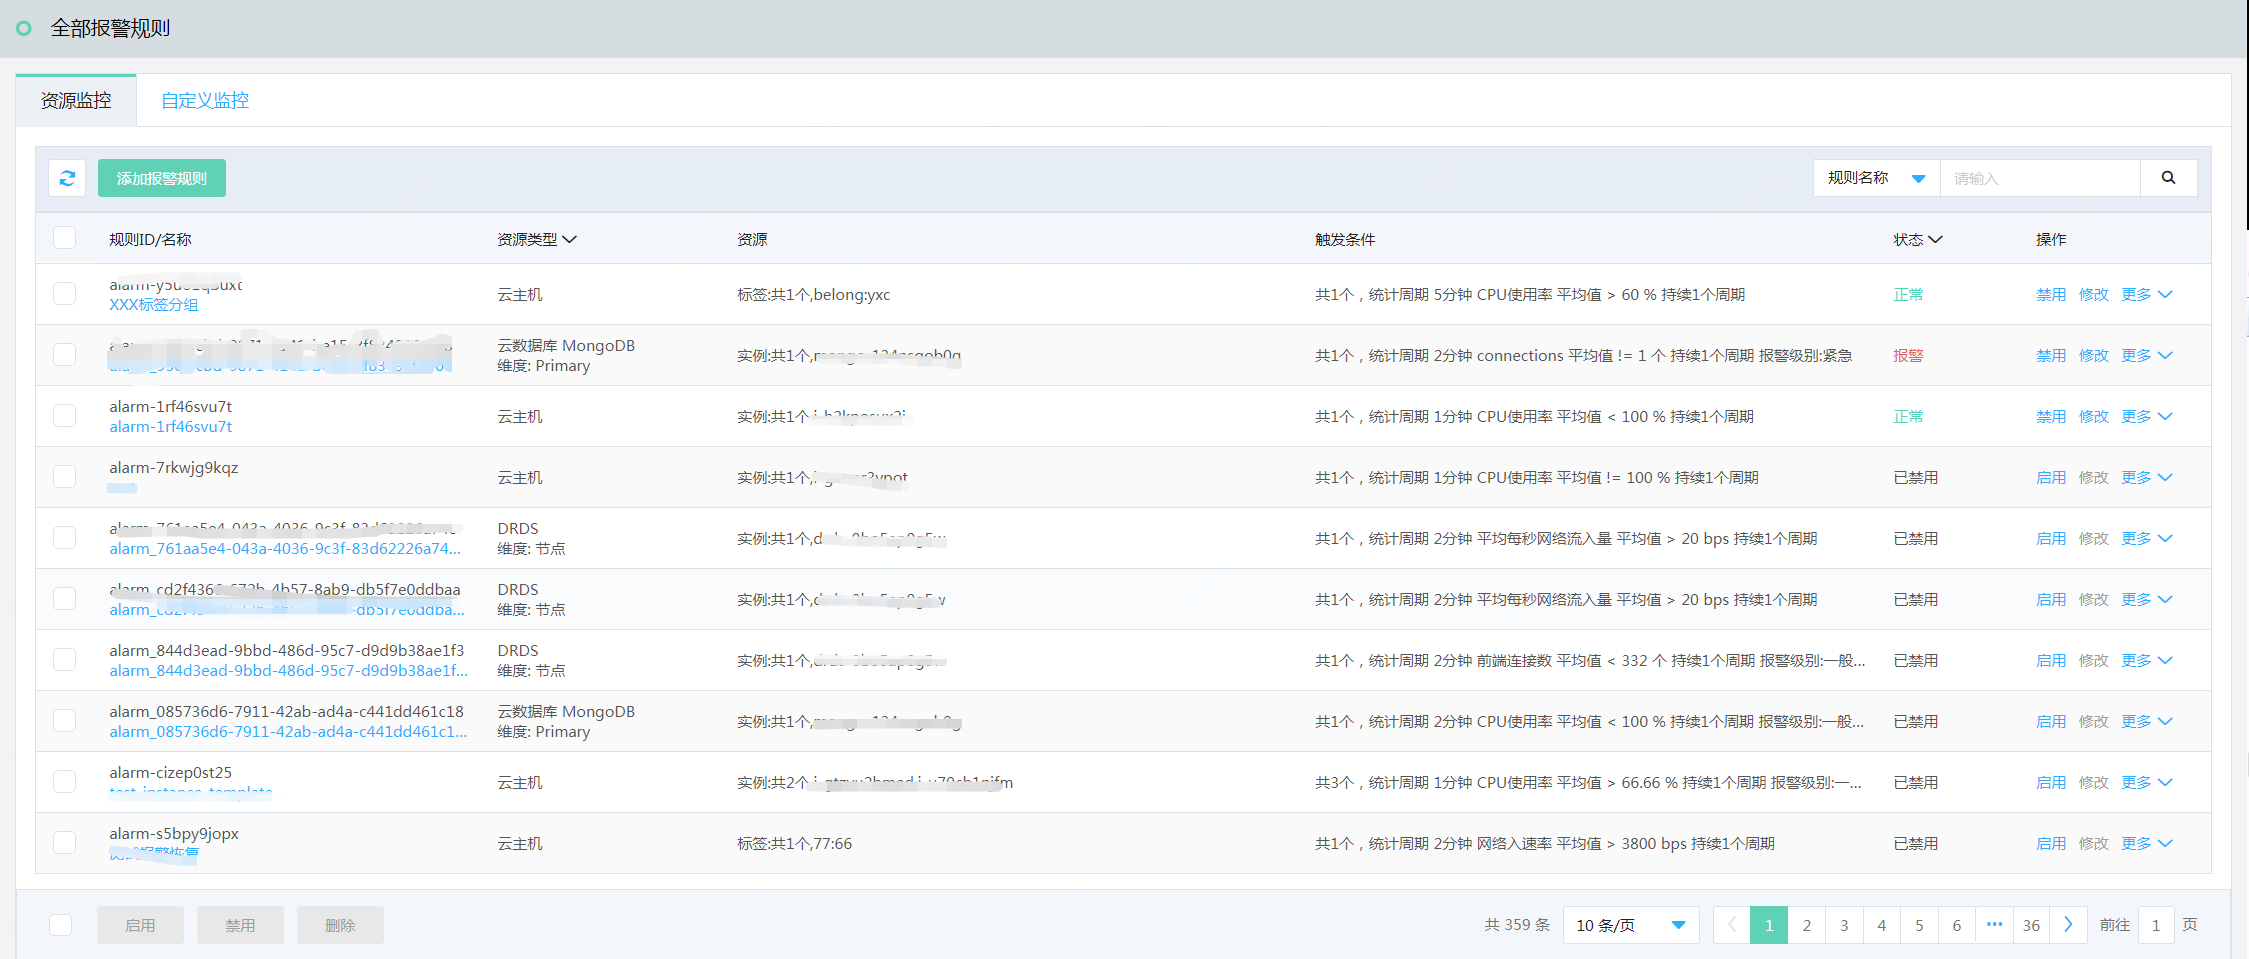 全部报警规则
资源监控 自定义监控
添加报警规则 规则名称 请输入
规则ID/名称 资源类型 资源 触发条件 状态 操作
XXX标签分组
云主机 标签:共1个,belong:yxc 共1个，统计周期 5分钟 CPU使用率 平均值 > 60 % 持续1个周期 正常 禁用 修改 更多
云数据库 MongoDB
维度: Primary
实例:共1个, 共1个，统计周期 2分钟 connections 平均值 != 1 个 持续1个周期 报警级别:紧急 报警 禁用 修改 更多
alarm-1rf46svu7t
alarm-1rf46svu7t
云主机 实例:共1个 共1个，统计周期 1分钟 CPU使用率 平均值 < 100 % 持续1个周期 正常 禁用 修改 更多
alarm-7rkwjg9kqz
云主机 实例:共1个, 共1个，统计周期 1分钟 CPU使用率 平均值 != 100 % 持续1个周期 已禁用 启用 修改 更多
alarm_761aa5e4-043a-4036-9c3f-83d62226a74...
DRDS
维度: 节点
实例:共1个, 共1个，统计周期 2分钟 平均每秒网络流入量 平均值 > 20 bps 持续1个周期 已禁用 启用 修改 更多
DRDS
维度: 节点
实例:共1个, 共1个，统计周期 2分钟 平均每秒网络流入量 平均值 > 20 bps 持续1个周期 已禁用 启用 修改 更多
alarm_844d3ead-9bbd-486d-95c7-d9d9b38ae1f3
alarm_844d3ead-9bbd-486d-95c7-d9d9b38ae1f...
DRDS
维度: 节点
实例:共1个, 共1个，统计周期 2分钟 前端连接数 平均值 < 332 个 持续1个周期 报警级别:一般... 已禁用 启用 修改 更多
alarm_085736d6-7911-42ab-ad4a-c441dd461c18
alarm_085736d6-7911-42ab-ad4a-c441dd461c1...
云数据库 MongoDB
维度: Primary
实例:共1个, 共1个，统计周期 2分钟 CPU使用率 平均值 < 100 % 持续1个周期 报警级别:一般... 已禁用 启用 修改 更多
alarm-cizep0st25
云主机 实例:共2个 共3个，统计周期 1分钟 CPU使用率 平均值 > 66.66 % 持续1个周期 报警级别:一... 已禁用 启用 修改 更多
alarm-s5bpy9jopx
云主机 标签:共1个,77:66 共1个，统计周期 2分钟 网络入速率 平均值 > 3800 bps 持续1个周期 已禁用 启用 修改 更多
启用 禁用 删除 共 359 条 10 条/页 1 2 3 4 5 6 ••• 36 前往 1 页